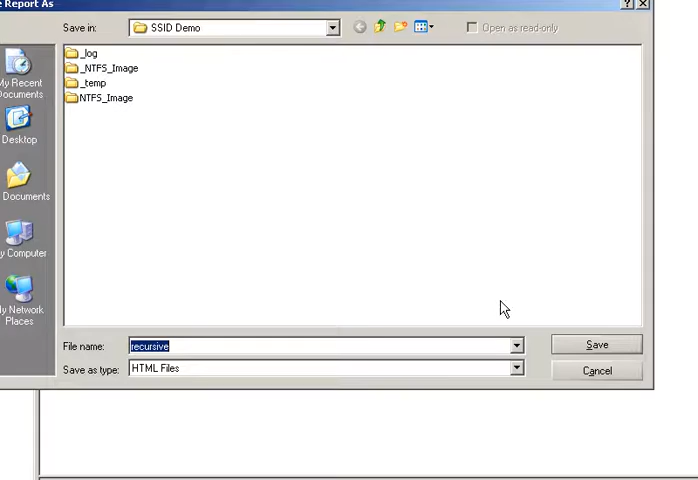 e Report As
Save in: SSID Demo
Open as read-only
_log
_NTFS_Image
_temp
NTFS_Image
My Recent
Documents
Desktop
Documents
y Computer
My Network
Places
File name: recursive
Save
Save as type: HTML Files
Cancel